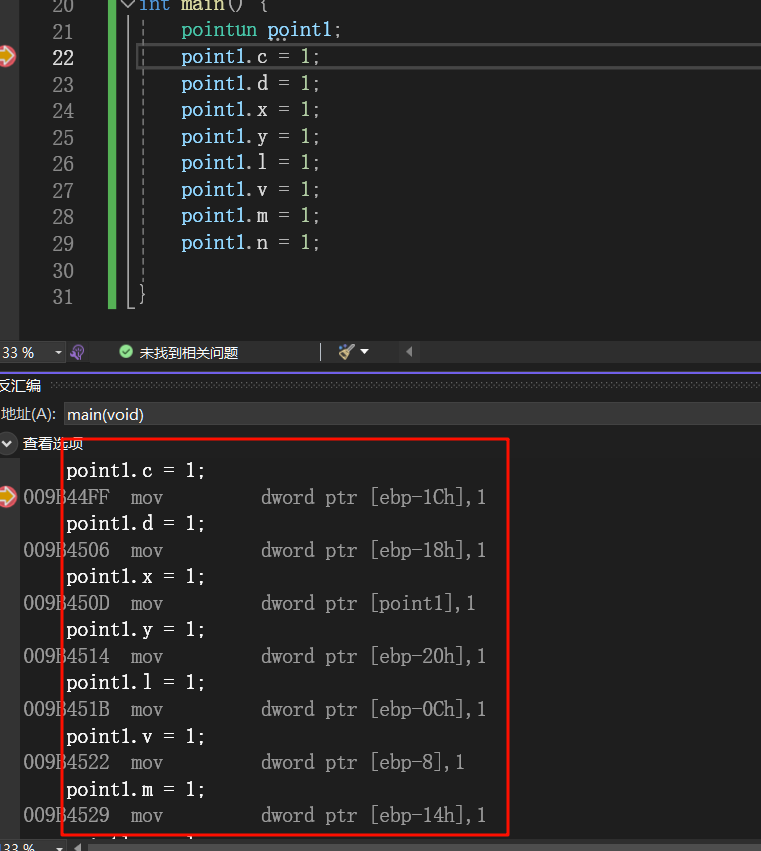 20 int main() {
21 pointun point1;
22 point1.c = 1;
23 point1.d = 1;
24 point1.x = 1;
25 point1.y = 1;
26 point1.l = 1;
27 point1.v = 1;
28 point1.m = 1;
29 point1.n = 1;
30
31 }
33 % 未找到相关问题
反汇编
地址(A): main(void)
查看选项
point1.c = 1;
009B44FF mov dword ptr [ebp-1Ch],1
point1.d = 1;
009B4506 mov dword ptr [ebp-18h],1
point1.x = 1;
009B450D mov dword ptr [point1],1
point1.y = 1;
009B4514 mov dword ptr [ebp-20h],1
point1.l = 1;
009B451B mov dword ptr [ebp-0Ch],1
point1.v = 1;
009B4522 mov dword ptr [ebp-8],1
point1.m = 1;
009B4529 mov dword ptr [ebp-14h],1
33 %